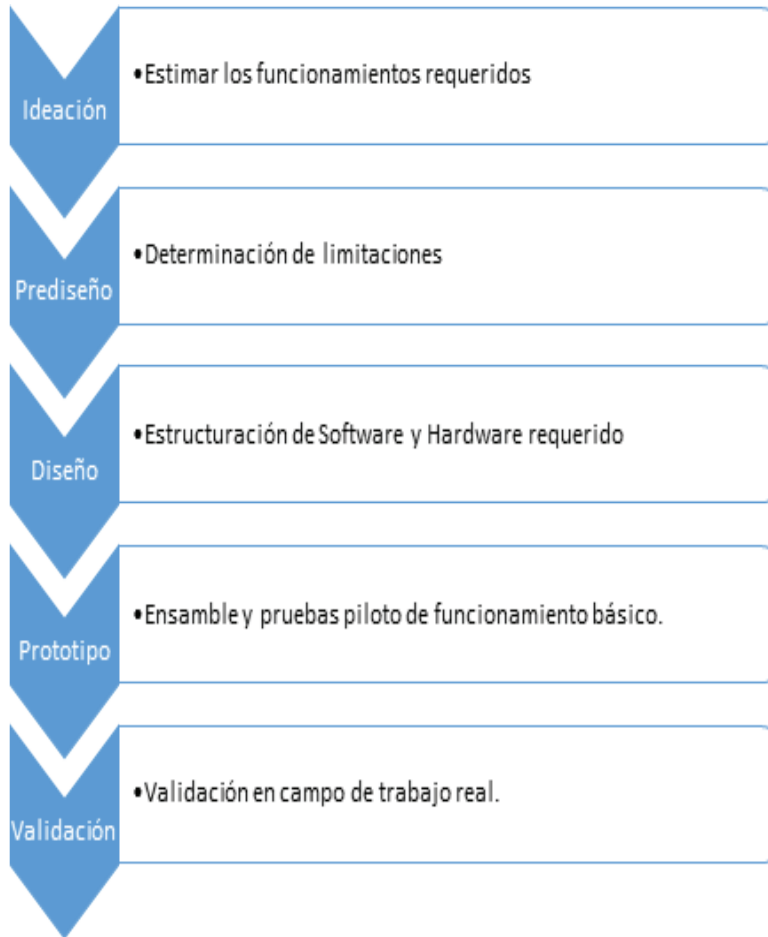 Ideación
•Estimar los funcionamientos requeridos
Prediseño
•Determinación de limitaciones
Diseño
•Estructuración de Software y Hardware requerido
Prototipo
•Ensamble y pruebas piloto de funcionamiento básico.
Validación
•Validación en campo de trabajo real.